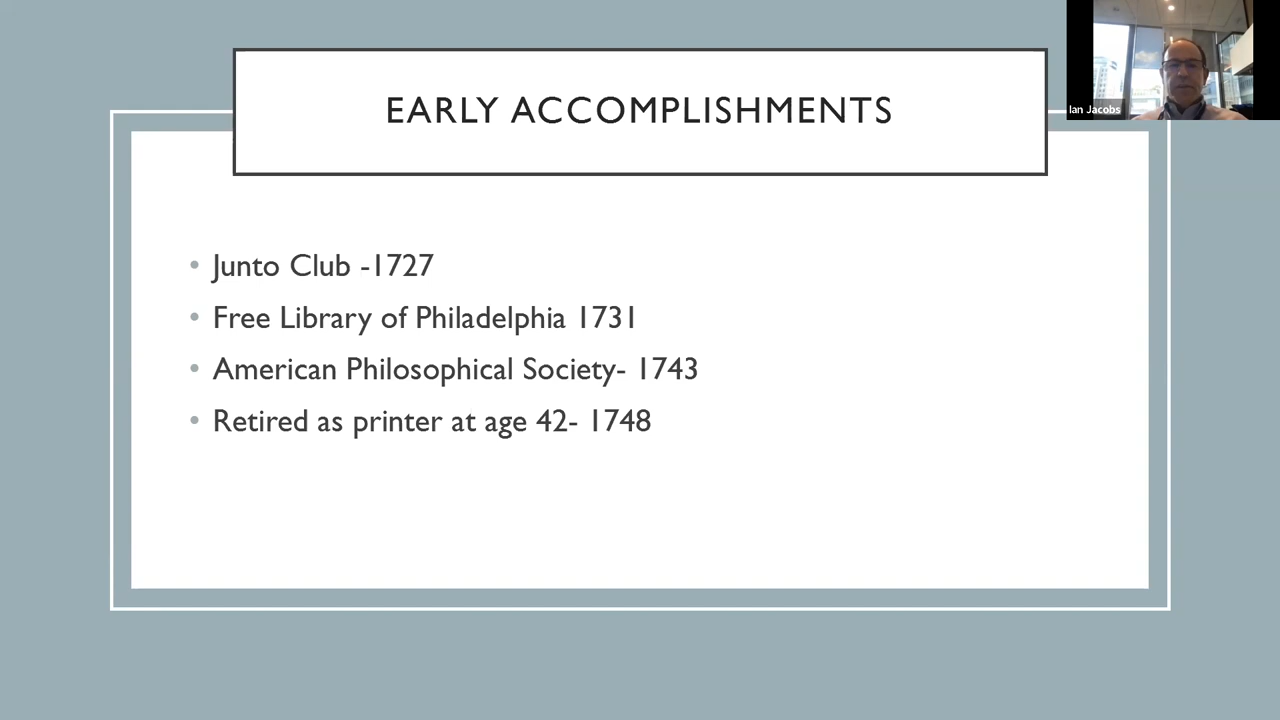 EARLY ACCOMPLISHMENTS
Ian Jacobs
• Junto Club -1727
• Free Library of Philadelphia 1731
• American Philosophical Society- 1743
• Retired as printer at age 42- 1748